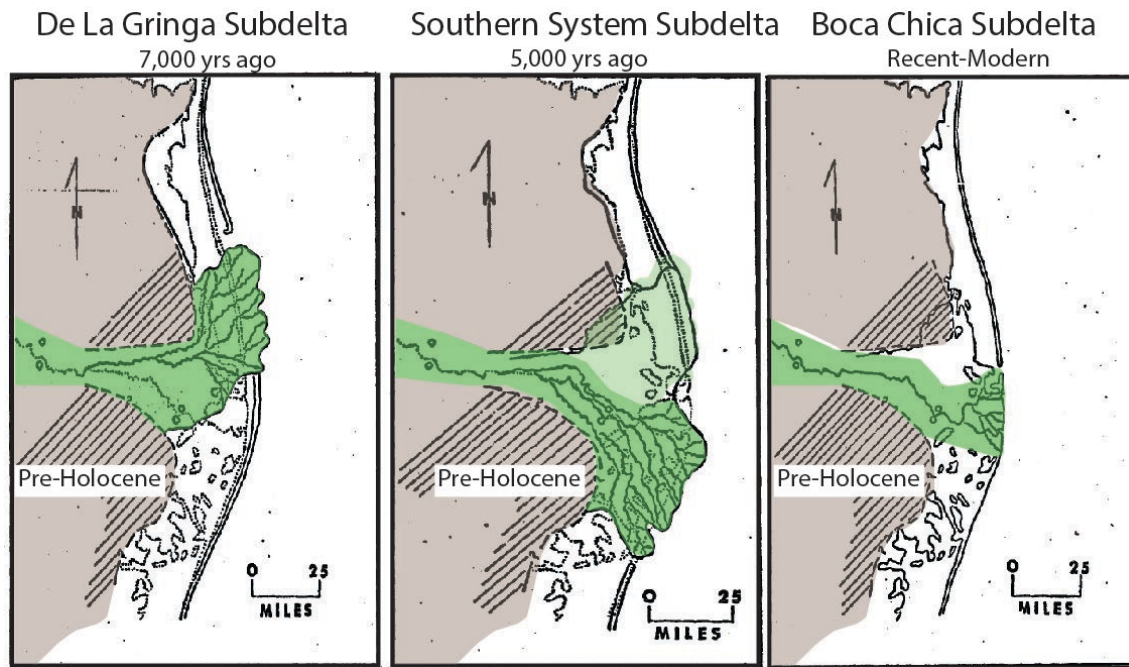 De La Gringa Subdelta
7,000 yrs ago
Southern System Subdelta
5,000 yrs ago
Boca Chica Subdelta
Recent-Modern
N
N
N
Pre-Holocene
Pre-Holocene
Pre-Holocene
0 25
MILES
0 25
MILES
0 25
MILES